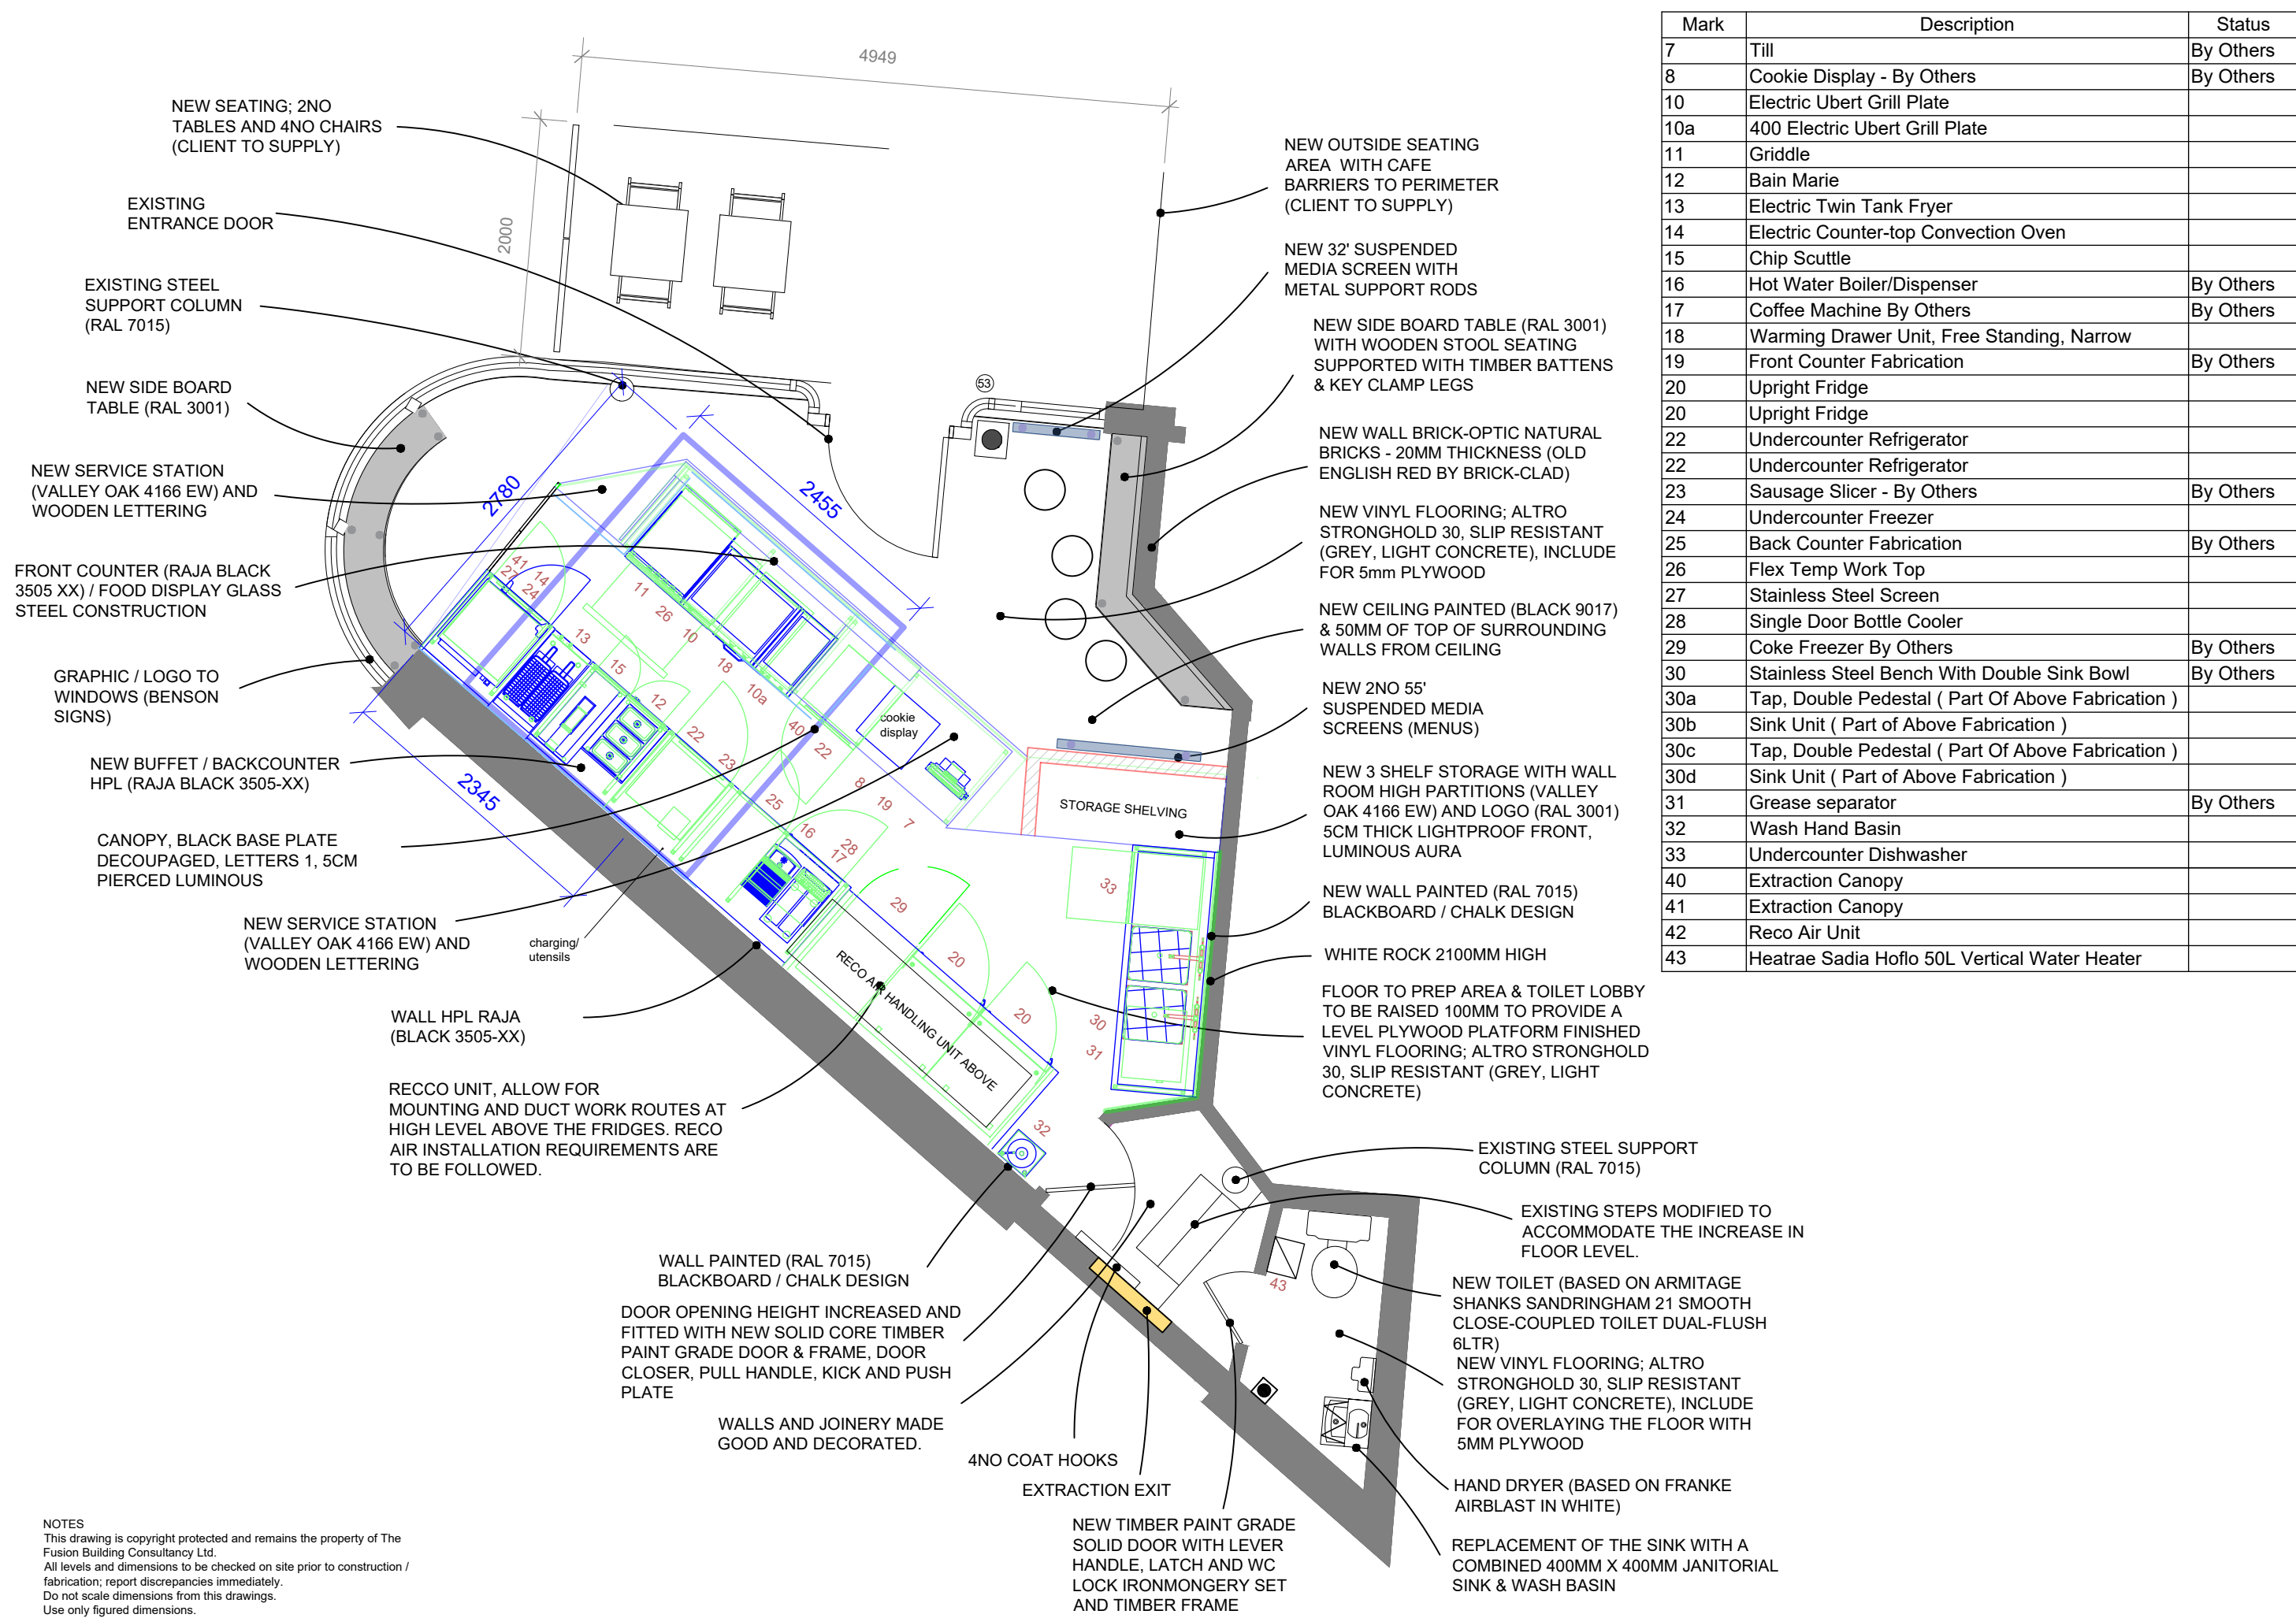 4949
2000
NEW SEATING; 2NO
TABLES AND 4NO CHAIRS
(CLIENT TO SUPPLY)
EXISTING
ENTRANCE DOOR
EXISTING STEEL
SUPPORT COLUMN
(RAL 7015)
NEW SIDE BOARD
TABLE (RAL 3001)
NEW SERVICE STATION
(VALLEY OAK 4166 EW) AND
WOODEN LETTERING
FRONT COUNTER (RAJA BLACK
3505 XX) / FOOD DISPLAY GLASS
STEEL CONSTRUCTION
GRAPHIC / LOGO TO
WINDOWS (BENSON
SIGNS)
NEW BUFFET / BACKCOUNTER
HPL (RAJA BLACK 3505-XX)
CANOPY, BLACK BASE PLATE
DECOUPAGED, LETTERS 1, 5CM
PIERCED LUMINOUS
NEW SERVICE STATION
(VALLEY OAK 4166 EW) AND
WOODEN LETTERING
charging/
utensils
WALL HPL RAJA
(BLACK 3505-XX)
RECCO UNIT, ALLOW FOR
MOUNTING AND DUCT WORK ROUTES AT
HIGH LEVEL ABOVE THE FRIDGES. RECO
AIR INSTALLATION REQUIREMENTS ARE
TO BE FOLLOWED.
WALL PAINTED (RAL 7015)
BLACKBOARD / CHALK DESIGN
DOOR OPENING HEIGHT INCREASED AND
FITTED WITH NEW SOLID CORE TIMBER
PAINT GRADE DOOR & FRAME, DOOR
CLOSER, PULL HANDLE, KICK AND PUSH
PLATE
WALLS AND JOINERY MADE
GOOD AND DECORATED.
4NO COAT HOOKS
EXTRACTION EXIT
NEW TIMBER PAINT GRADE
SOLID DOOR WITH LEVER
HANDLE, LATCH AND WC
LOCK IRONMONGERY SET
AND TIMBER FRAME
2780
2455
2345
53
41
27
14
24
13
15
12
11
26
10
18
10a
40
22
22
23
25
16
28
17
8
19
7
cookie
display
29
20
20
33
30
31
32
43
STORAGE SHELVING
RECO AIR HANDLING UNIT ABOVE
NEW OUTSIDE SEATING
AREA WITH CAFE
BARRIERS TO PERIMETER
(CLIENT TO SUPPLY)
NEW 32' SUSPENDED
MEDIA SCREEN WITH
METAL SUPPORT RODS
NEW SIDE BOARD TABLE (RAL 3001)
WITH WOODEN STOOL SEATING
SUPPORTED WITH TIMBER BATTENS
& KEY CLAMP LEGS
NEW WALL BRICK-OPTIC NATURAL
BRICKS - 20MM THICKNESS (OLD
ENGLISH RED BY BRICK-CLAD)
NEW VINYL FLOORING; ALTRO
STRONGHOLD 30, SLIP RESISTANT
(GREY, LIGHT CONCRETE), INCLUDE
FOR 5mm PLYWOOD
NEW CEILING PAINTED (BLACK 9017)
& 50MM OF TOP OF SURROUNDING
WALLS FROM CEILING
NEW 2NO 55'
SUSPENDED MEDIA
SCREENS (MENUS)
NEW 3 SHELF STORAGE WITH WALL
ROOM HIGH PARTITIONS (VALLEY
OAK 4166 EW) AND LOGO (RAL 3001)
5CM THICK LIGHTPROOF FRONT,
LUMINOUS AURA
NEW WALL PAINTED (RAL 7015)
BLACKBOARD / CHALK DESIGN
WHITE ROCK 2100MM HIGH
FLOOR TO PREP AREA & TOILET LOBBY
TO BE RAISED 100MM TO PROVIDE A
LEVEL PLYWOOD PLATFORM FINISHED
VINYL FLOORING; ALTRO STRONGHOLD
30, SLIP RESISTANT (GREY, LIGHT
CONCRETE)
EXISTING STEEL SUPPORT
COLUMN (RAL 7015)
EXISTING STEPS MODIFIED TO
ACCOMMODATE THE INCREASE IN
FLOOR LEVEL.
NEW TOILET (BASED ON ARMITAGE
SHANKS SANDRINGHAM 21 SMOOTH
CLOSE-COUPLED TOILET DUAL-FLUSH
6LTR)
NEW VINYL FLOORING; ALTRO
STRONGHOLD 30, SLIP RESISTANT
(GREY, LIGHT CONCRETE), INCLUDE
FOR OVERLAYING THE FLOOR WITH
5MM PLYWOOD
HAND DRYER (BASED ON FRANKE
AIRBLAST IN WHITE)
REPLACEMENT OF THE SINK WITH A
COMBINED 400MM X 400MM JANITORIAL
SINK & WASH BASIN
Mark Description Status
7 Till By Others
8 Cookie Display - By Others By Others
10 Electric Ubert Grill Plate
10a 400 Electric Ubert Grill Plate
11 Griddle
12 Bain Marie
13 Electric Twin Tank Fryer
14 Electric Counter-top Convection Oven
15 Chip Scuttle
16 Hot Water Boiler/Dispenser By Others
17 Coffee Machine By Others By Others
18 Warming Drawer Unit, Free Standing, Narrow
19 Front Counter Fabrication By Others
20 Upright Fridge
20 Upright Fridge
22 Undercounter Refrigerator
22 Undercounter Refrigerator
23 Sausage Slicer - By Others By Others
24 Undercounter Freezer
25 Back Counter Fabrication By Others
26 Flex Temp Work Top
27 Stainless Steel Screen
28 Single Door Bottle Cooler
29 Coke Freezer By Others By Others
30 Stainless Steel Bench With Double Sink Bowl By Others
30a Tap, Double Pedestal ( Part Of Above Fabrication )
30b Sink Unit ( Part of Above Fabrication )
30c Tap, Double Pedestal ( Part Of Above Fabrication )
30d Sink Unit ( Part of Above Fabrication )
31 Grease separator By Others
32 Wash Hand Basin
33 Undercounter Dishwasher
40 Extraction Canopy
41 Extraction Canopy
42 Reco Air Unit
43 Heatrae Sadia Hoflo 50L Vertical Water Heater
NOTES
This drawing is copyright protected and remains the property of The
Fusion Building Consultancy Ltd.
All levels and dimensions to be checked on site prior to construction /
fabrication; report discrepancies immediately.
Do not scale dimensions from this drawings.
Use only figured dimensions.